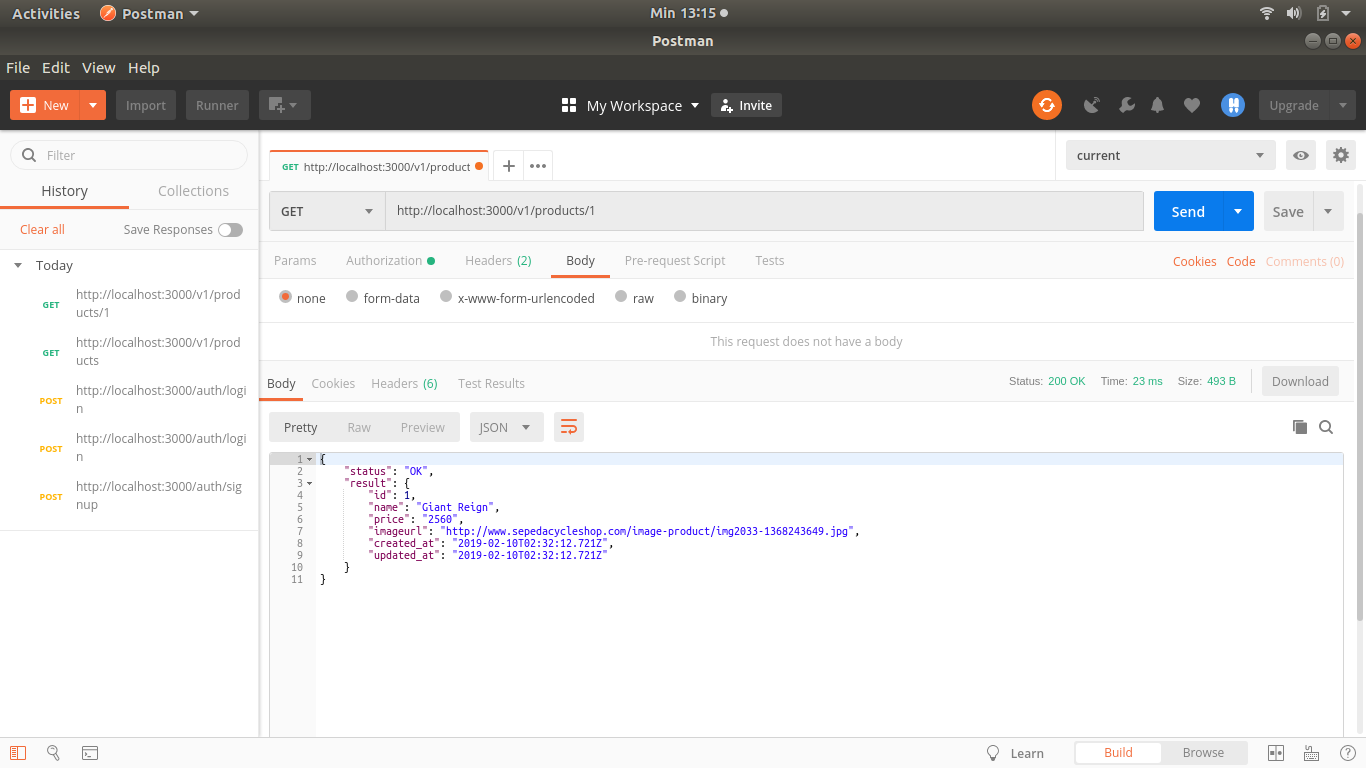 Activities Postman Min 13:15
Postman
File Edit View Help
New Import Runner My Workspace Invite Upgrade
Filter
History Collections
Clear all Save Responses
Today
GET http://localhost:3000/v1/prod
ucts/1
GET http://localhost:3000/v1/prod
ucts
POST http://localhost:3000/auth/logi
n
POST http://localhost:3000/auth/logi
n
POST http://localhost:3000/auth/sig
nup
GET http://localhost:3000/v1/product
current
GET http://localhost:3000/v1/products/1 Send Save
Params Authorization Headers (2) Body Pre-request Script Tests Cookies Code Comments (0)
none form-data x-www-form-urlencoded raw binary
This request does not have a body
Body Cookies Headers (6) Test Results Status: 200 OK Time: 23 ms Size: 493 B Download
Pretty Raw Preview JSON
1 {
2 "status": "OK",
3 "result": {
4 "id": 1,
5 "name": "Giant Reign",
6 "price": "2560",
7 "imageurl": "http://www.sepedacycleshop.com/image-product/img2033-1368243649.jpg",
8 "created_at": "2019-02-10T02:32:12.721Z",
9 "updated_at": "2019-02-10T02:32:12.721Z"
10 }
11 }
Learn Build Browse